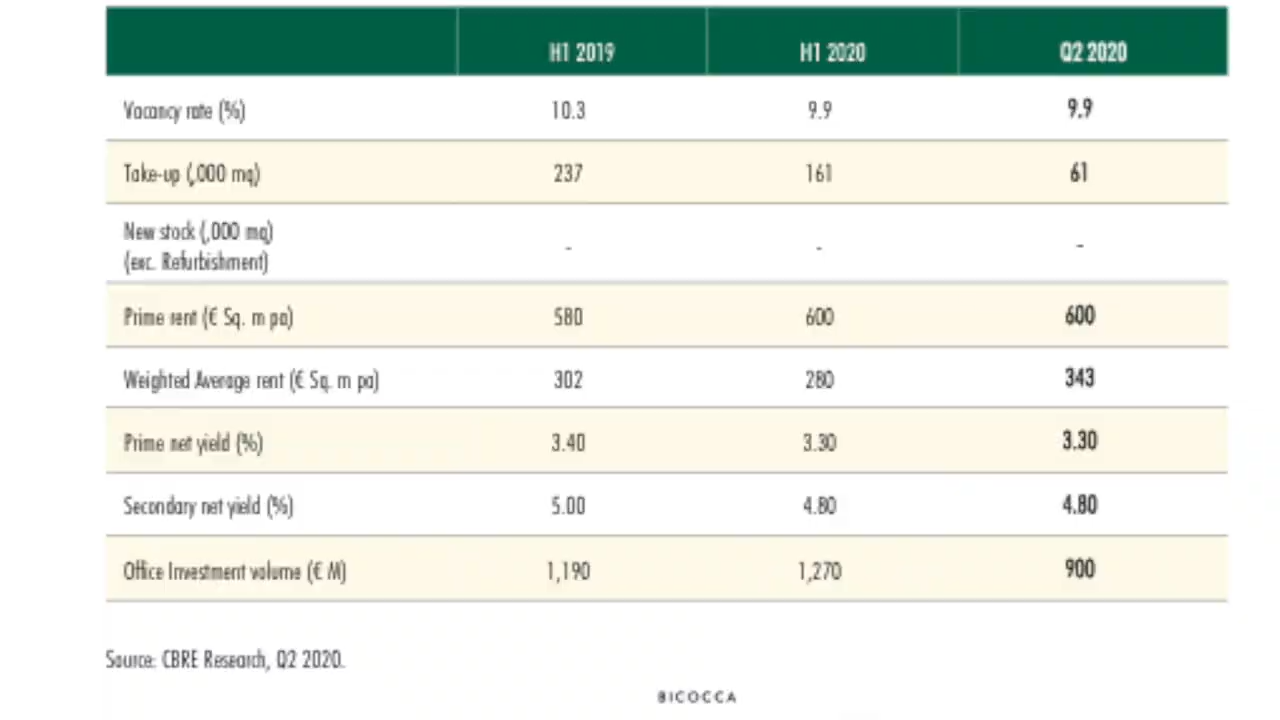 H1 2019 H1 2020 Q2 2020
Vacancy rate (%) 10.3 9.9 9.9
Take-up (,000 mq) 237 161 61
New stock (,000 mq)
(exc. Refurbishment) - - -
Prime rent (€ Sq. m pa) 580 600 600
Weighted Average rent (€ Sq. m pa) 302 280 343
Prime net yield (%) 3.40 3.30 3.30
Secondary net yield (%) 5.00 4.80 4.80
Office Investment volume (€ M) 1,190 1,270 900
Source: CBRE Research, Q2 2020.
BICOCCA